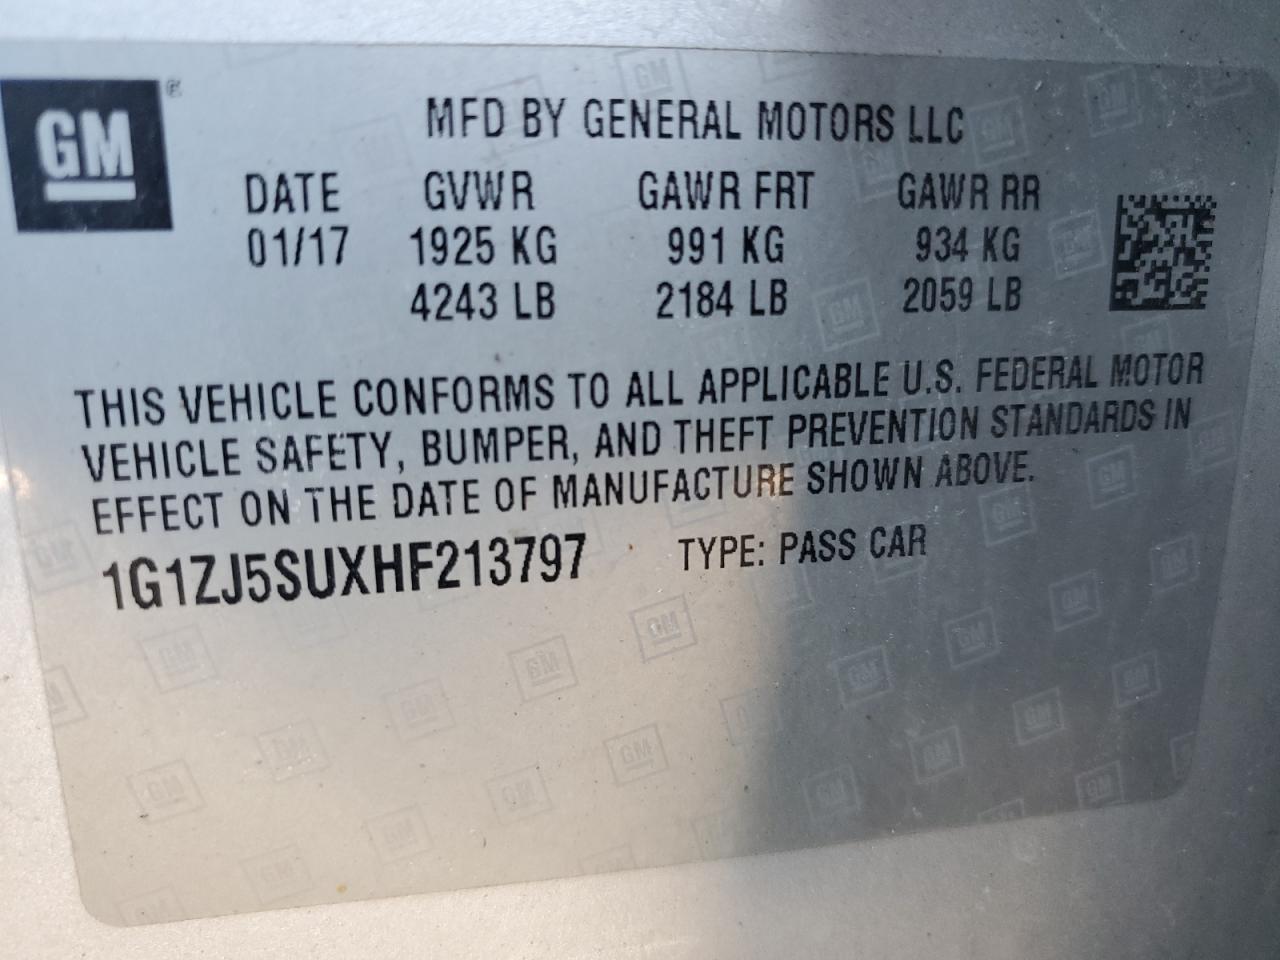 GM
MFD BY GENERAL MOTORS LLC
DATE GVWR GAWR FRT GAWR RR
01/17 1925 KG 991 KG 934 KG
4243 LB 2184 LB 2059 LB
THIS VEHICLE CONFORMS TO ALL APPLICABLE U.S. FEDERAL MOTOR
VEHICLE SAFETY, BUMPER, AND THEFT PREVENTION STANDARDS IN
EFFECT ON THE DATE OF MANUFACTURE SHOWN ABOVE.
1G1ZJ5SUXHF213797 TYPE: PASS CAR